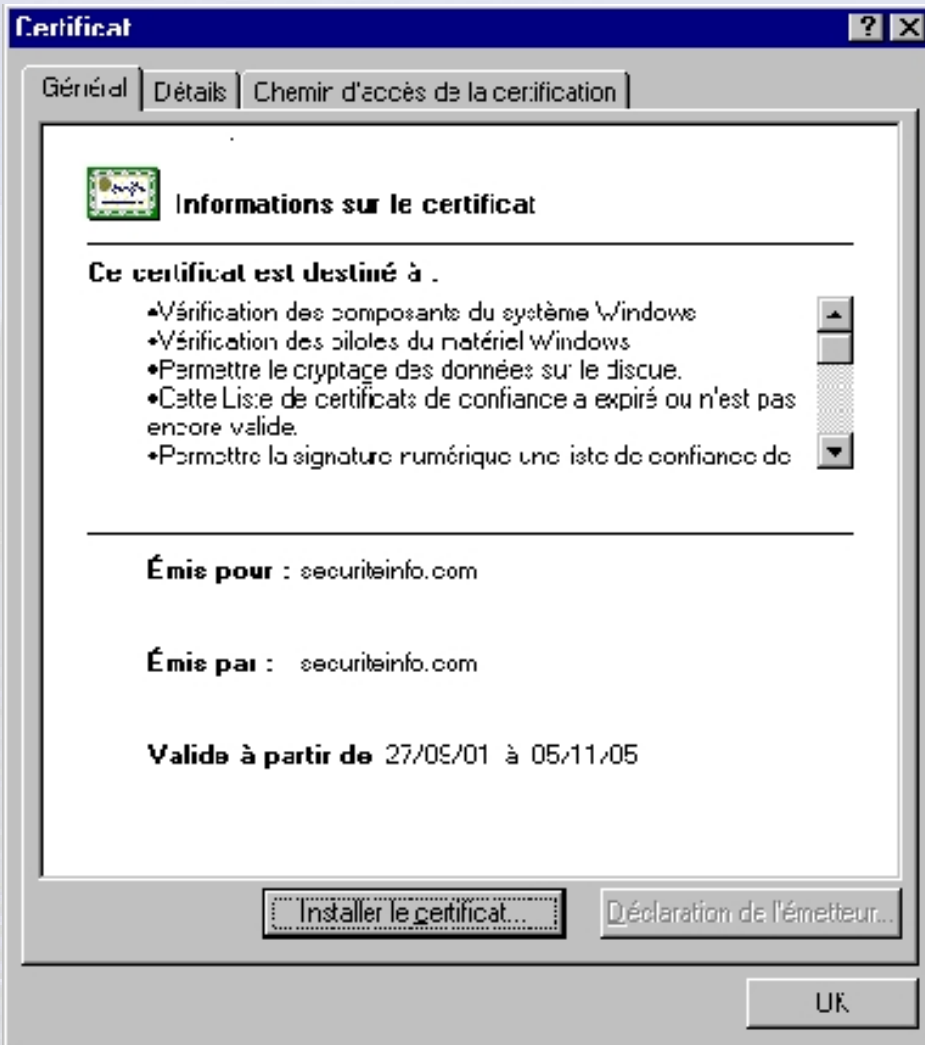 Certificat
Général Détails Chemin d'accès de la certification
Informations sur le certificat
Ce certificat est destiné à :
•Vérification des composants du système Windows
•Vérification des pilotes du matériel Windows
•Permettre le cryptage des données sur le disque.
•Cette Liste de certificats de confiance a expiré ou n'est pas
encore valide.
•Permettre la signature numérique une liste de confiance de
Émis pour : securiteinfo.com
Émis par : securiteinfo.com
Valide à partir de 27/09/01 à 05/11/05
Installer le certificat... Déclaration de l'émetteur...
OK